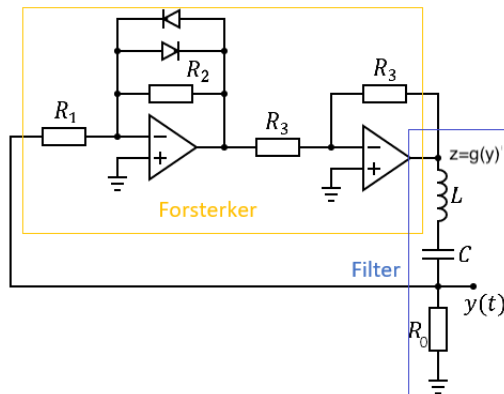 R₂
R₁
R₃
R₃
−
+
−
+
z=g(y)'
Forsterker
L
Filter
C
y(t)
R₀